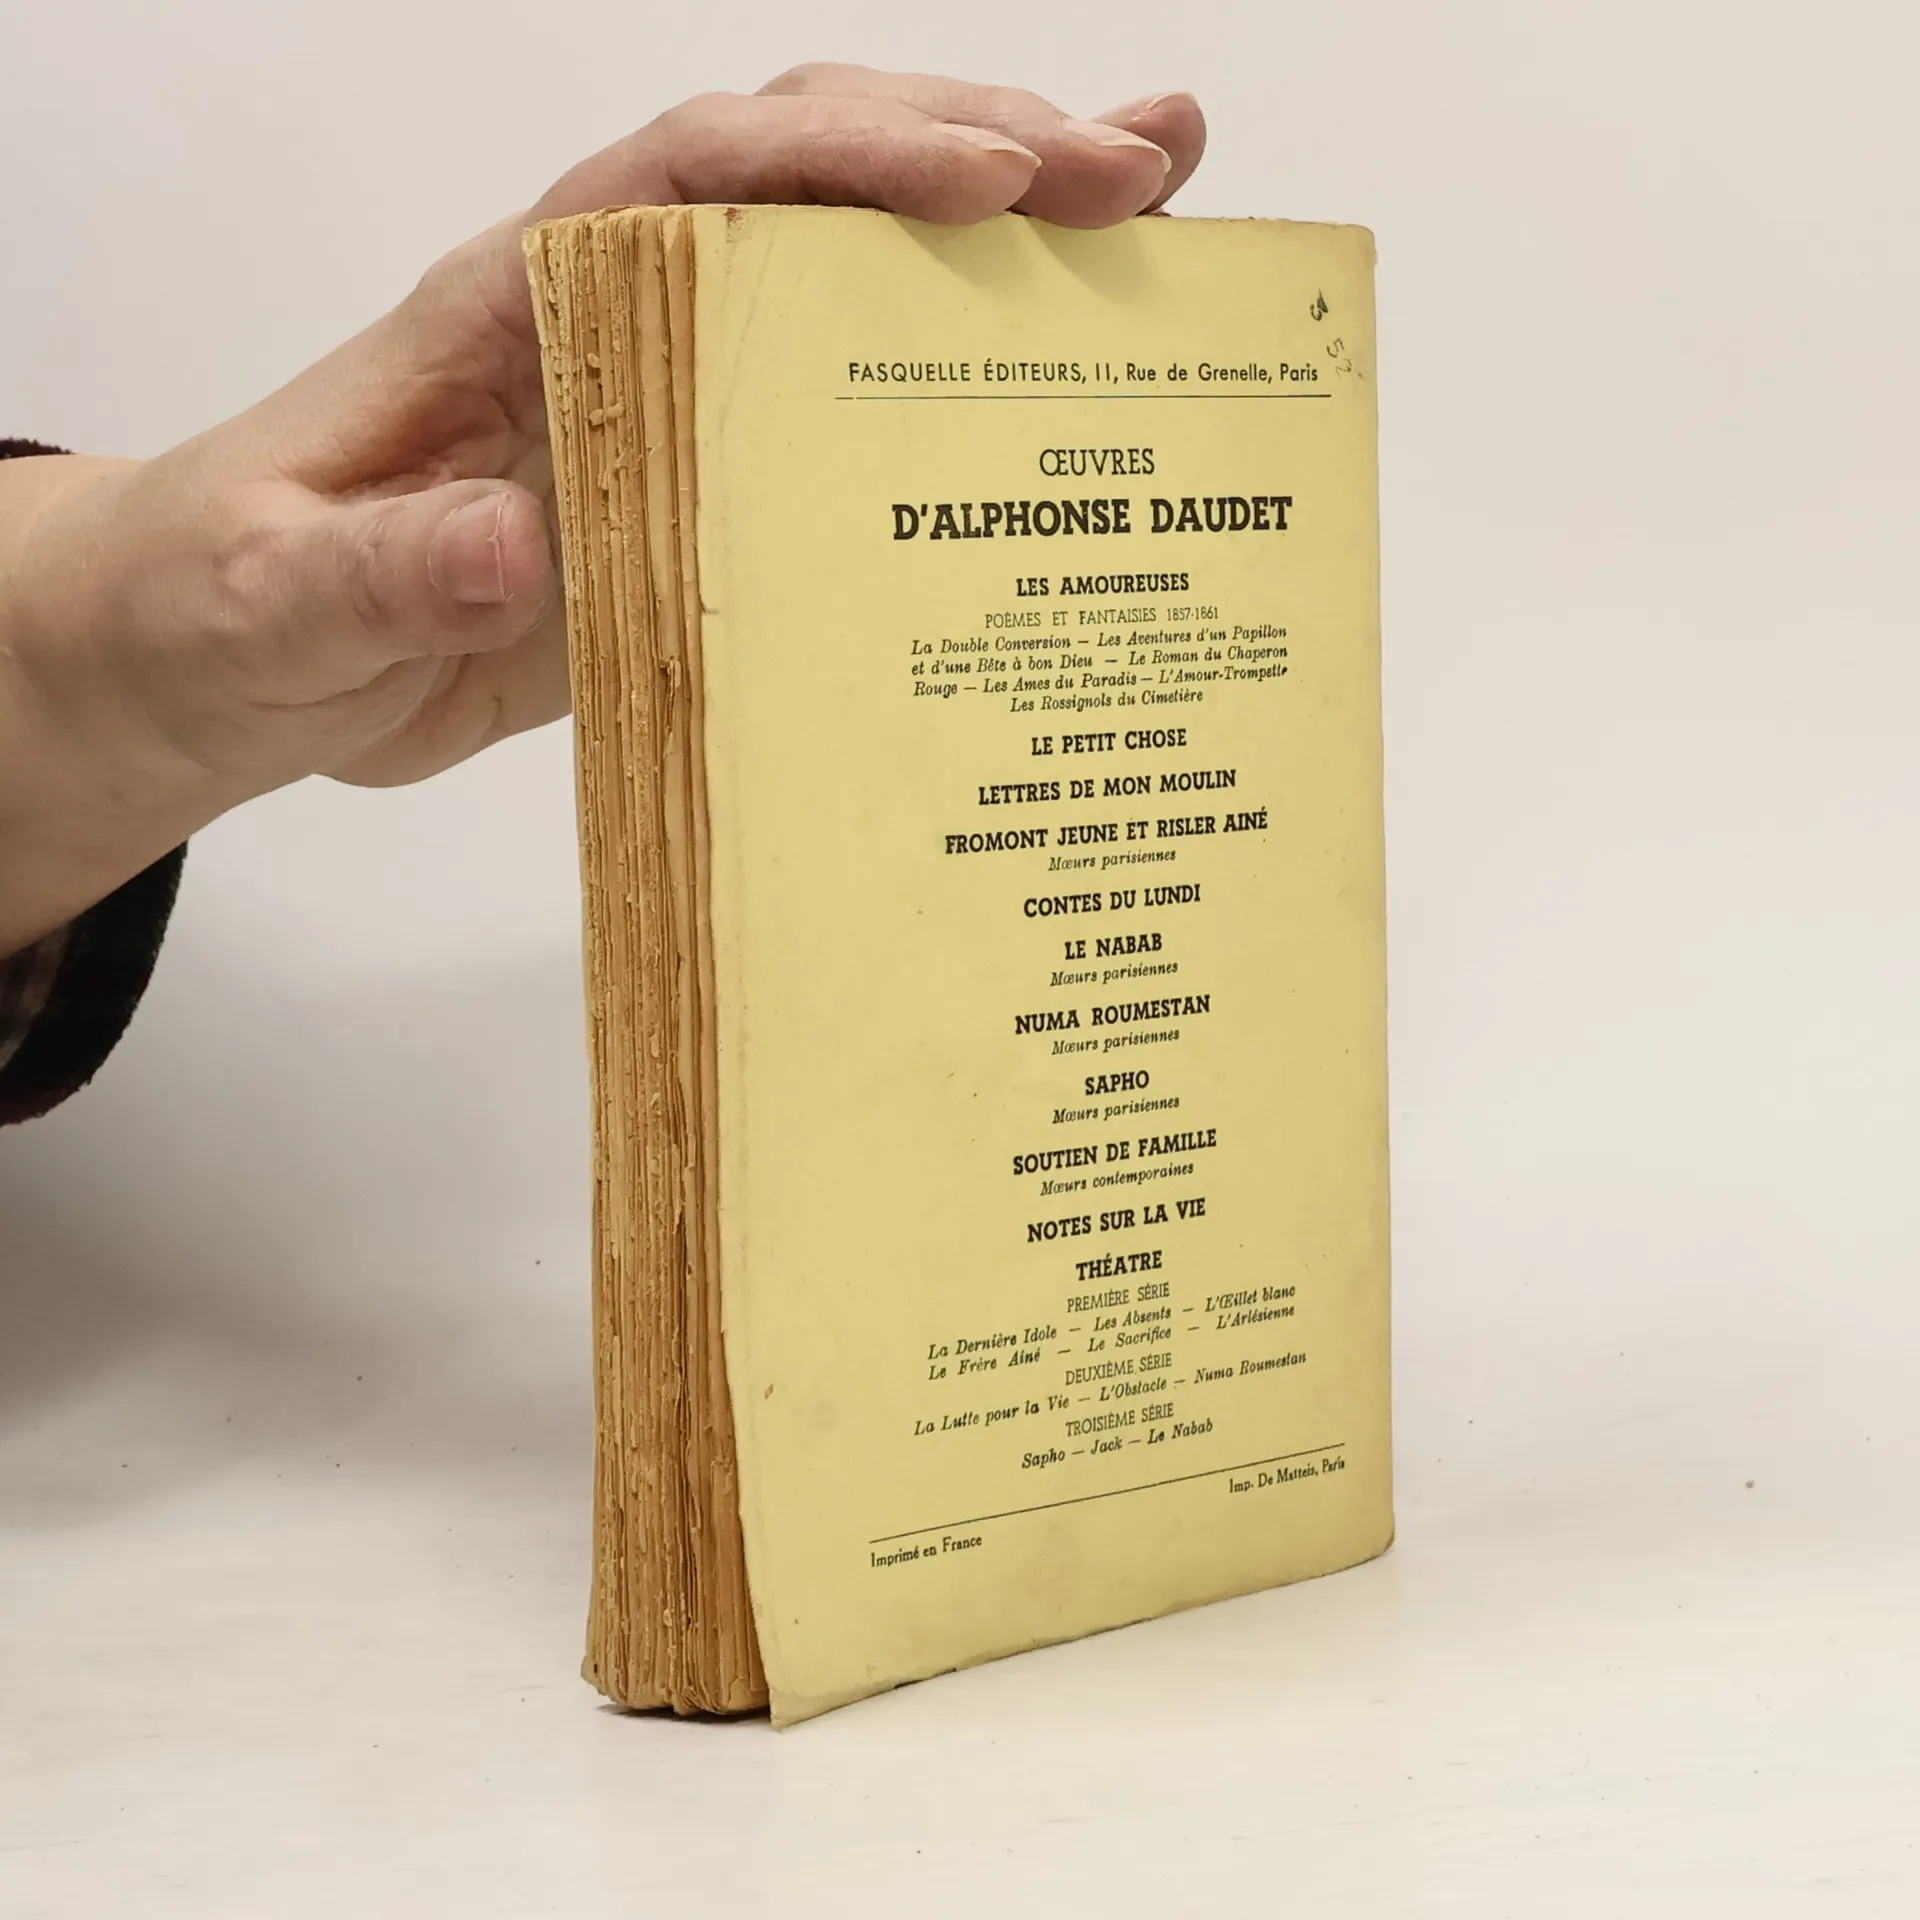 52
FASQUELLE ÉDITEURS, 11, Rue de Grenelle, Paris
ŒUVRES
D'ALPHONSE DAUDET
LES AMOUREUSES
POÈMES ET FANTAISIES 1857-1861
La Double Conversion — Les Aventures d'un Papillon
et d'une Bête à bon Dieu — Le Roman du Chaperon
Rouge — Les Ames du Paradis — L'Amour-Trompette
Les Rossignols du Cimetière
LE PETIT CHOSE
LETTRES DE MON MOULIN
FROMONT JEUNE ET RISLER AINÉ
Mœurs parisiennes
CONTES DU LUNDI
LE NABAB
Mœurs parisiennes
NUMA ROUMESTAN
Mœurs parisiennes
SAPHO
Mœurs parisiennes
SOUTIEN DE FAMILLE
Mœurs contemporaines
NOTES SUR LA VIE
THÉATRE
PREMIÈRE SÉRIE
La Dernière Idole — Les Absents — L'Œillet blanc
Le Frère Aîné — Le Sacrifice — L'Arlésienne
DEUXIÈME SÉRIE
La Lutte pour la Vie — L'Obstacle — Numa Roumestan
TROISIÈME SÉRIE
Sapho — Jack — Le Nabab
Imprimé en France
Imp. De Matteis, Paris